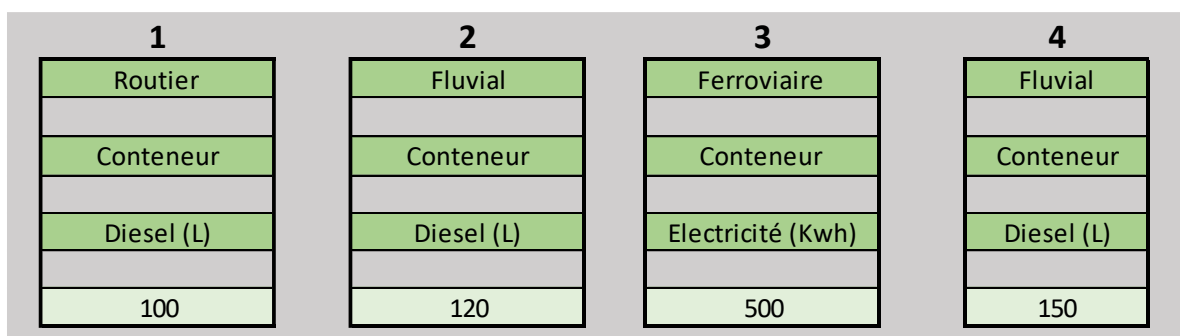 1 2 3 4
Routier Fluvial Ferroviaire Fluvial
Conteneur Conteneur Conteneur Conteneur
Diesel (L) Diesel (L) Electricité (Kwh) Diesel (L)
100 120 500 150